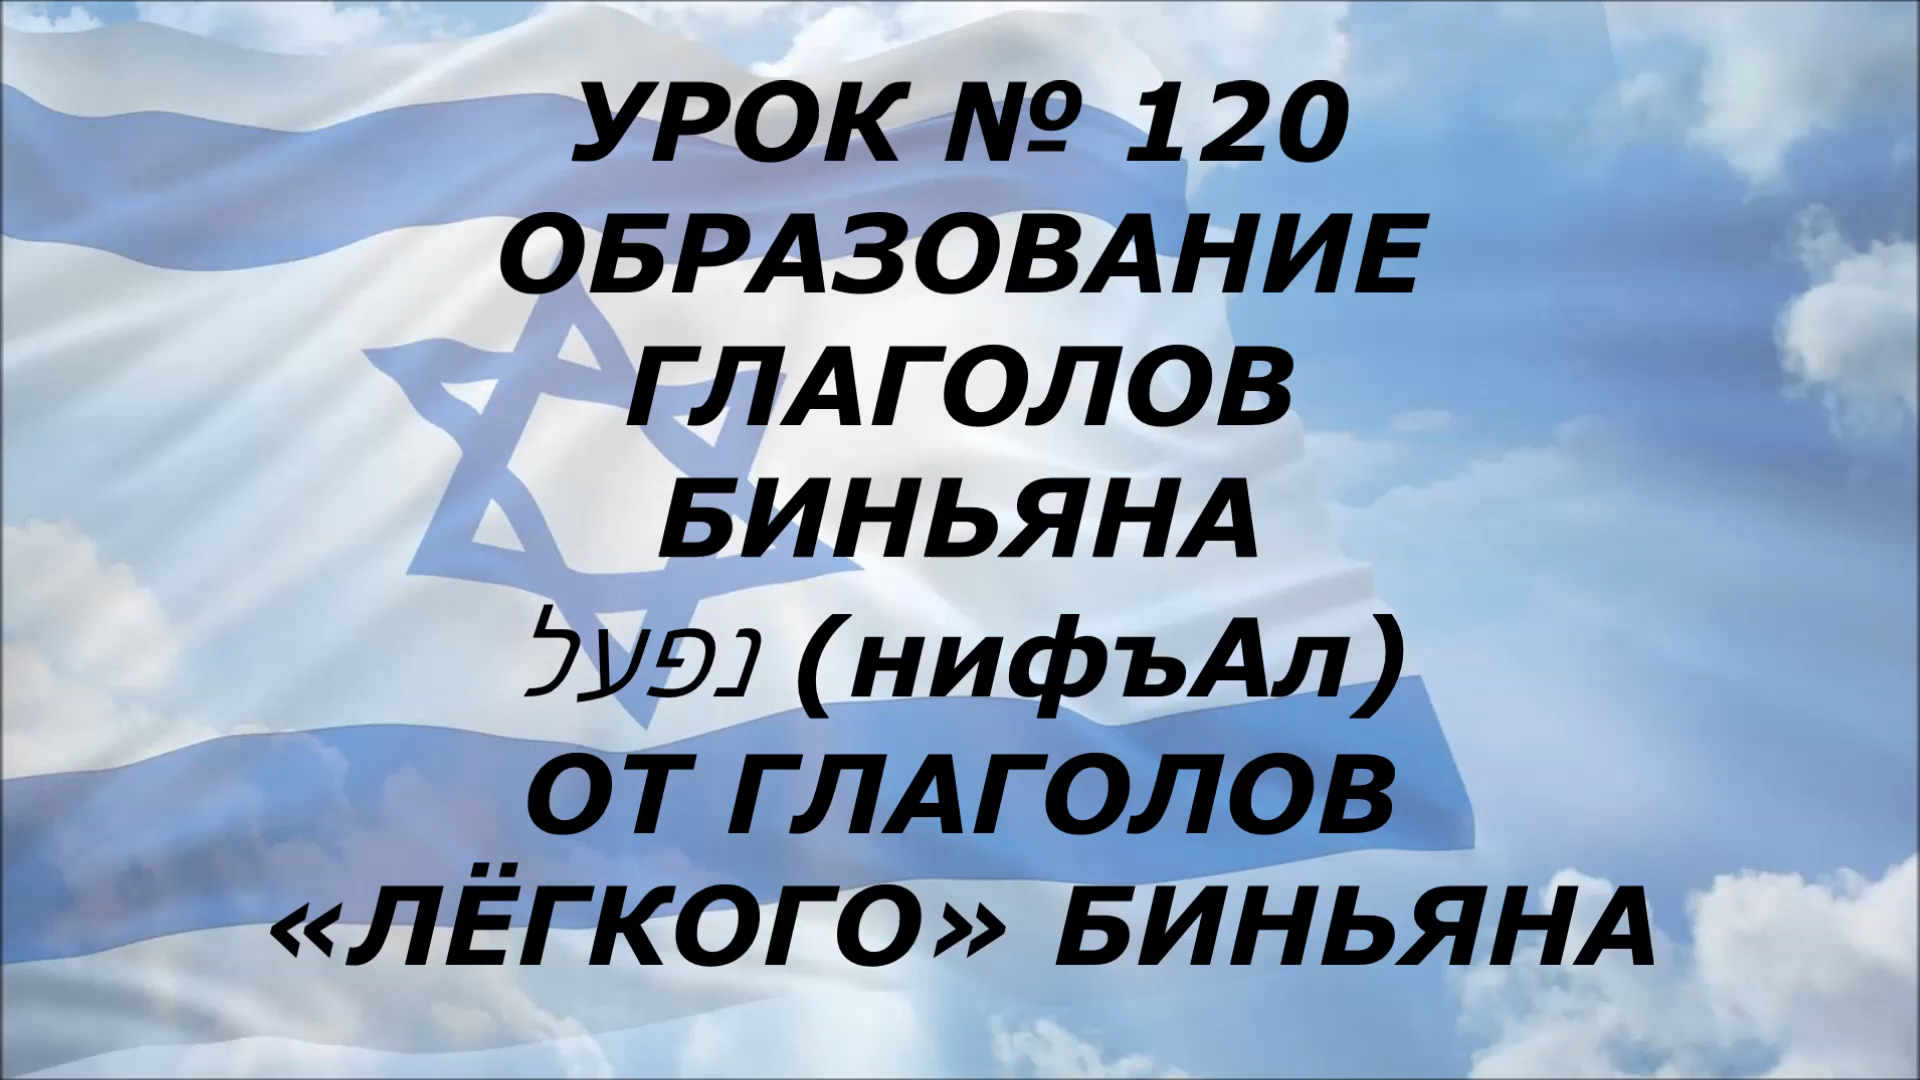 УРОК № 120
ОБРАЗОВАНИЕ
ГЛАГОЛОВ
БИНЬЯНА
נפעל (нифъАл)
ОТ ГЛАГОЛОВ
«ЛЁГКОГО» БИНЬЯНА